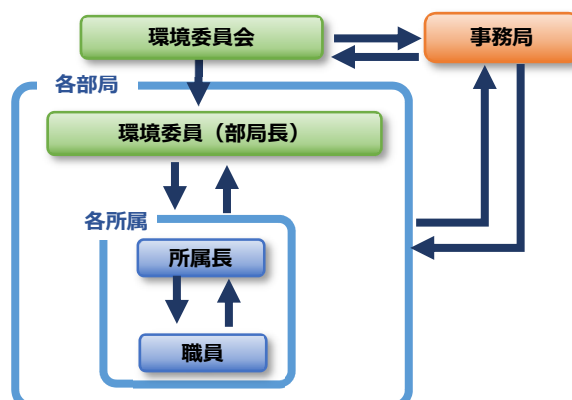 環境委員会
事務局
各部局
環境委員（部局長）
各所属
所属長
職員